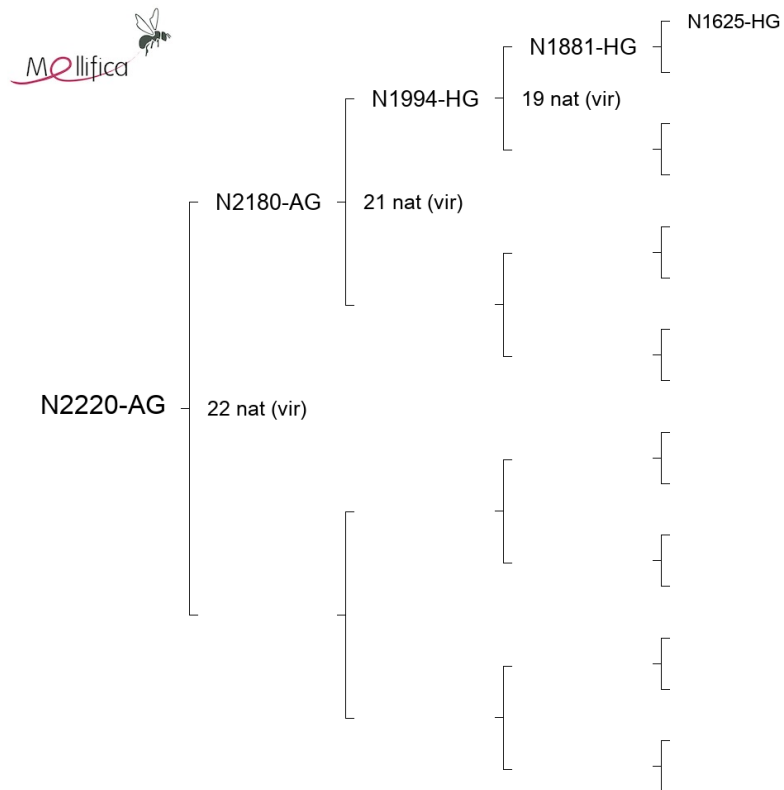 Mellifica
N1625-HG
N1881-HG
N1994-HG
19 nat (vir)
N2180-AG
21 nat (vir)
N2220-AG
22 nat (vir)